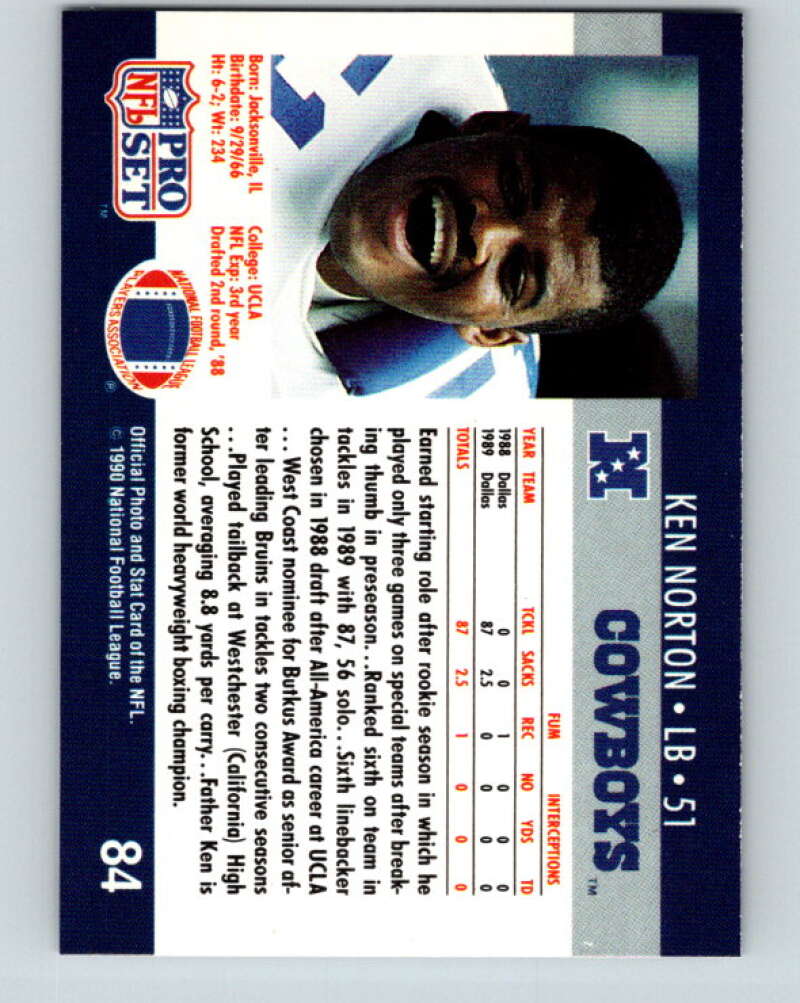 KEN NORTON • LB • 51
N COWBOYS™
FUM INTERCEPTIONS
YEAR TEAM TCKL SACKS REC NO YDS TD
1988 Dallas 0 0 1 0 0 0
1989 Dallas 87 2.5 0 0 0 0
TOTALS 87 2.5 1 0 0 0
Earned starting role after rookie season in which he
played only three games on special teams after break-
ing thumb in preseason...Ranked sixth on team in
tackles in 1989 with 87, 56 solo...Sixth linebacker
chosen in 1988 draft after All-America career at UCLA
...West Coast nominee for Butkus Award as senior af-
ter leading Bruins in tackles two consecutive seasons
...Played tailback at Westchester (California) High
School, averaging 8.8 yards per carry...Father Ken is
former world heavyweight boxing champion.
Born: Jacksonville, IL
Birthdate: 9/29/66
Ht: 6-2; Wt: 234
College: UCLA
NFL Exp: 3rd year
Drafted 2nd round, '88
NFL
PRO
SET
™
NATIONAL FOOTBALL LEAGUE
PLAYERS ASSOCIATION
®
Official Photo and Stat Card of the NFL.
© 1990 National Football League.
84